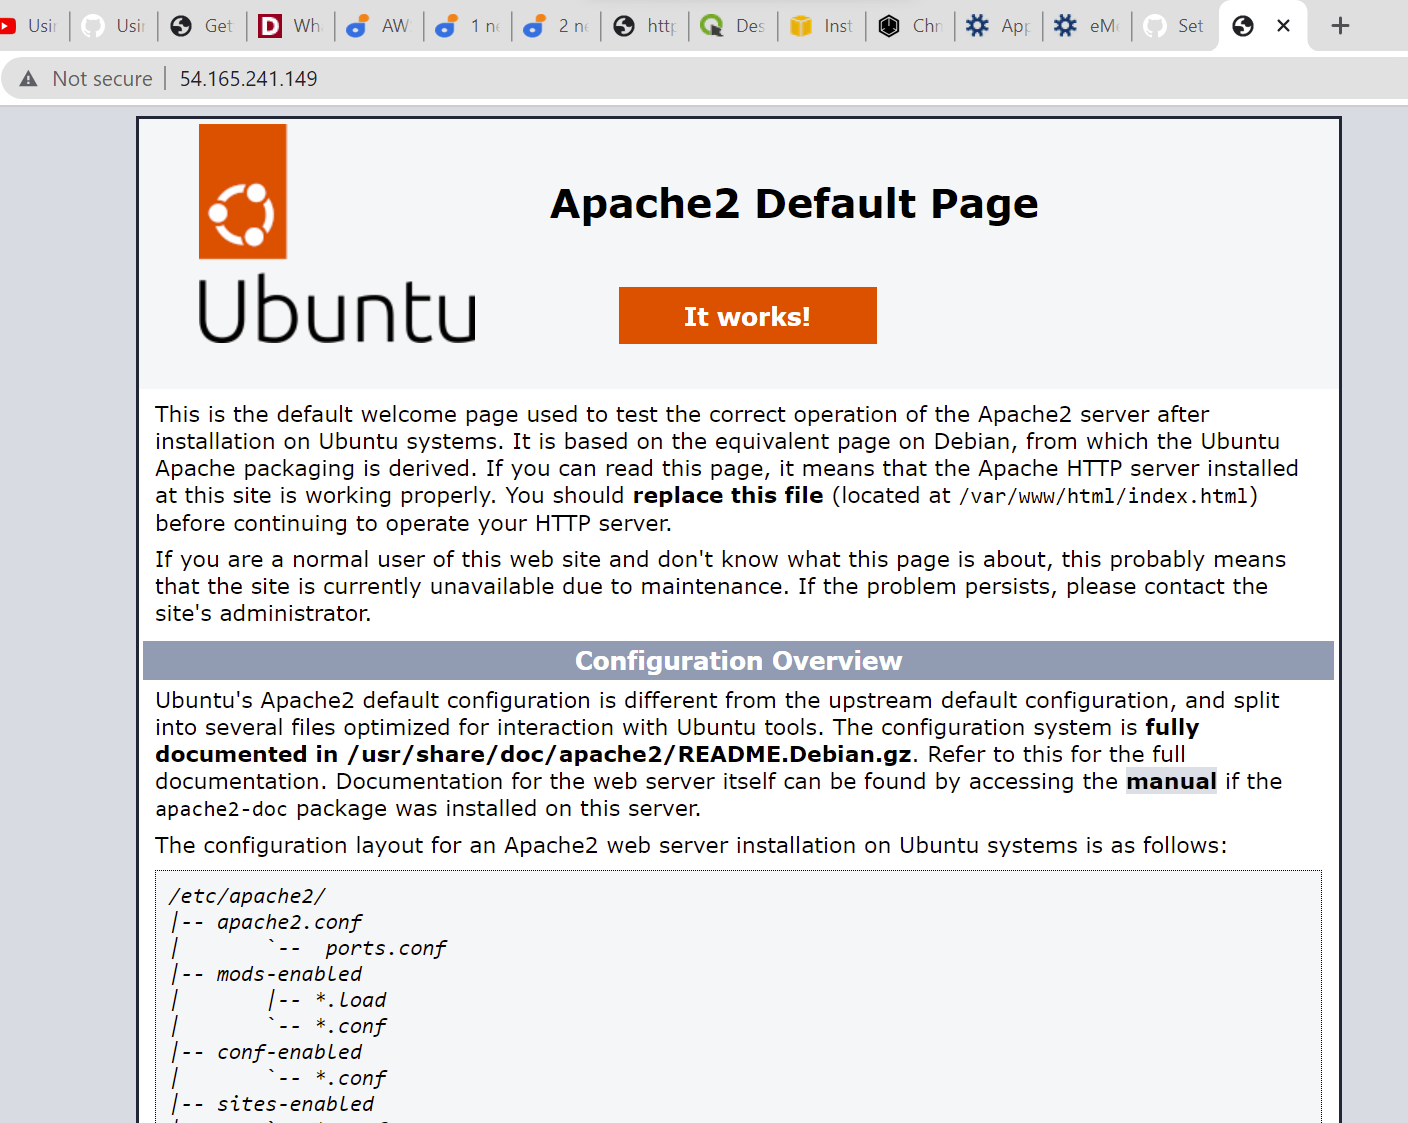 Usin Usin Get Wh AW 1 ne 2 ne http Des Inst Chr App eMe Set
Not secure 54.165.241.149
Apache2 Default Page
Ubuntu
It works!
This is the default welcome page used to test the correct operation of the Apache2 server after
installation on Ubuntu systems. It is based on the equivalent page on Debian, from which the Ubuntu
Apache packaging is derived. If you can read this page, it means that the Apache HTTP server installed
at this site is working properly. You should replace this file (located at /var/www/html/index.html)
before continuing to operate your HTTP server.
If you are a normal user of this web site and don't know what this page is about, this probably means
that the site is currently unavailable due to maintenance. If the problem persists, please contact the
site's administrator.
Configuration Overview
Ubuntu's Apache2 default configuration is different from the upstream default configuration, and split
into several files optimized for interaction with Ubuntu tools. The configuration system is fully
documented in /usr/share/doc/apache2/README.Debian.gz. Refer to this for the full
documentation. Documentation for the web server itself can be found by accessing the manual if the
apache2-doc package was installed on this server.
The configuration layout for an Apache2 web server installation on Ubuntu systems is as follows:
/etc/apache2/
|-- apache2.conf
|       `--  ports.conf
|-- mods-enabled
|       |-- *.load
|       `-- *.conf
|-- conf-enabled
|       `-- *.conf
|-- sites-enabled